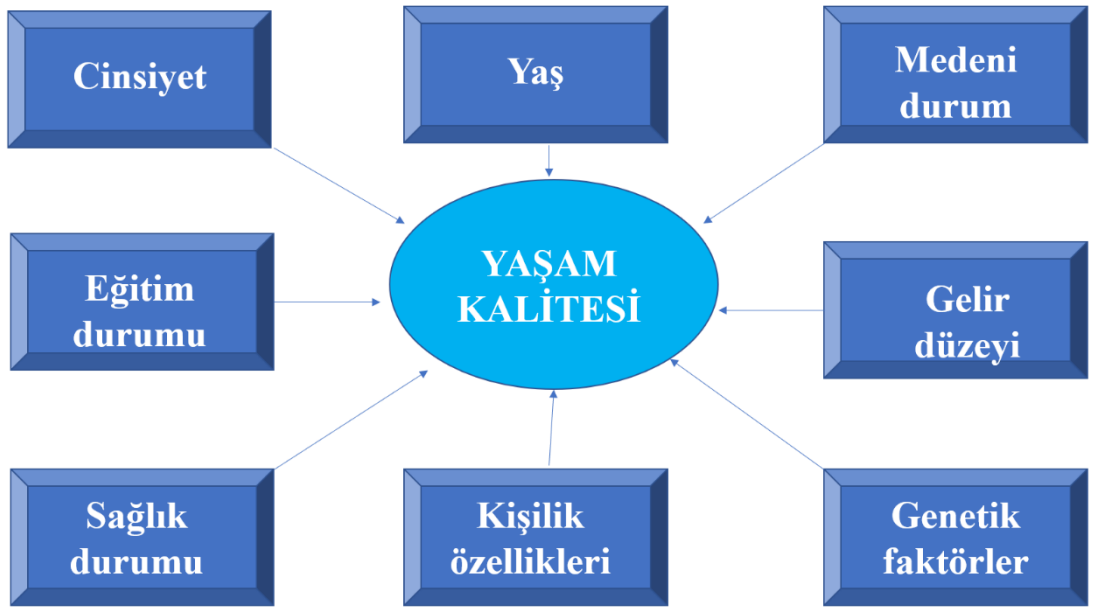 Cinsiyet
Yaş
Medeni
durum
Eğitim
durumu
YAŞAM
KALİTESİ
Gelir
düzeyi
Sağlık
durumu
Kişilik
özellikleri
Genetik
faktörler